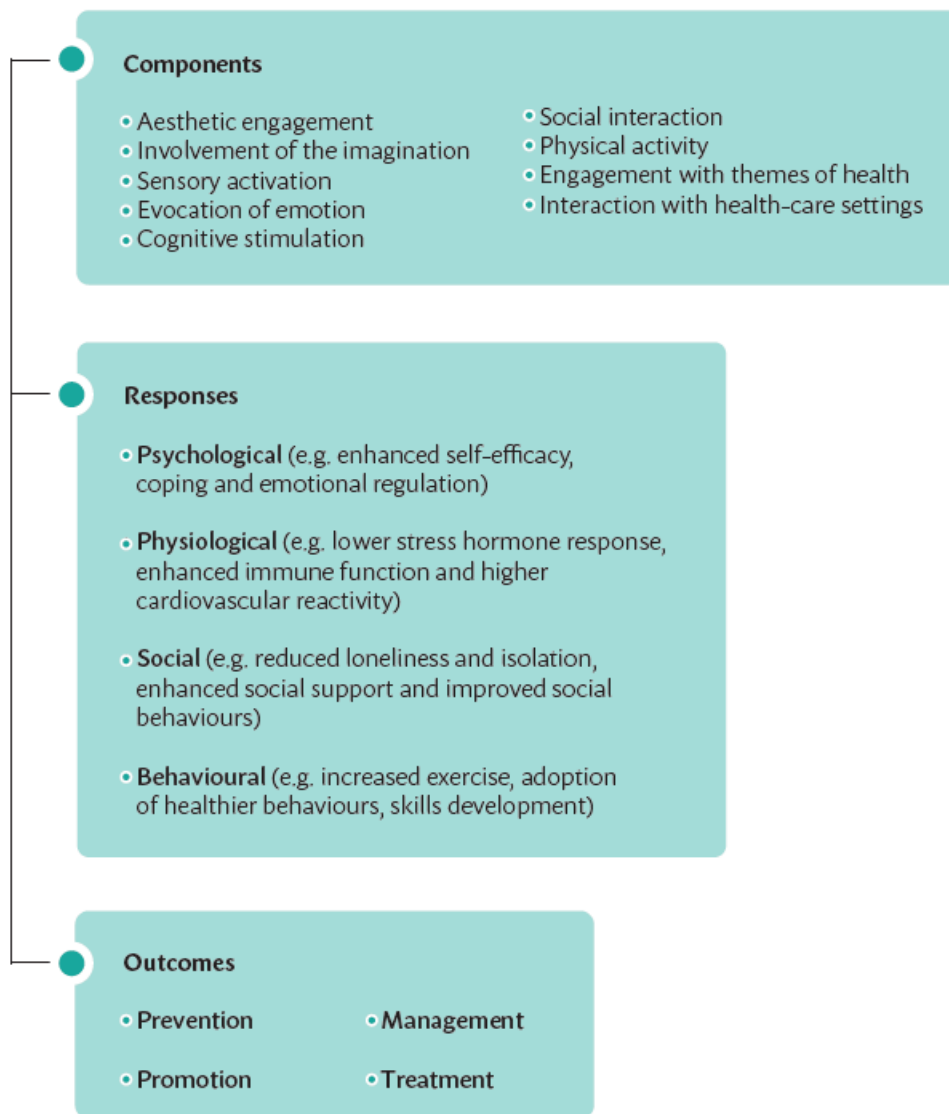 Components
Aesthetic engagement
Involvement of the imagination
Sensory activation
Evocation of emotion
Cognitive stimulation
Social interaction
Physical activity
Engagement with themes of health
Interaction with health-care settings
Responses
Psychological (e.g. enhanced self-efficacy,
coping and emotional regulation)
Physiological (e.g. lower stress hormone response,
enhanced immune function and higher
cardiovascular reactivity)
Social (e.g. reduced loneliness and isolation,
enhanced social support and improved social
behaviours)
Behavioural (e.g. increased exercise, adoption
of healthier behaviours, skills development)
Outcomes
Prevention
Promotion
Management
Treatment